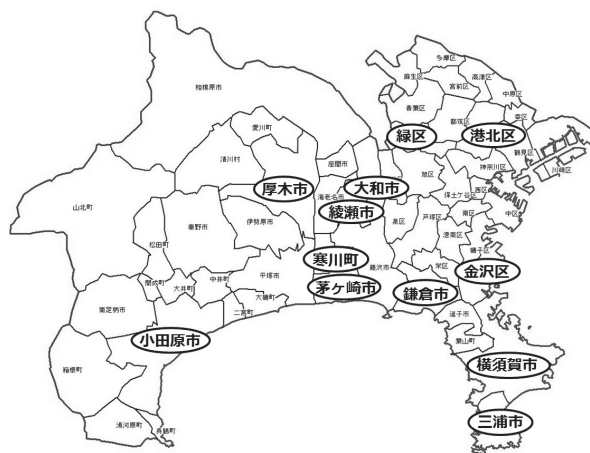 多摩区
麻生区
高津区
宮前区
中原区
相模原市
青葉区
都筑区
幸区
愛川町
緑区
港北区
鶴見区
川崎区
清川村
座間市
神奈川区
旭区
厚木市
海老名市
大和市
保土ケ谷区
西区
山北町
綾瀬市
中区
秦野市
伊勢原市
泉区
戸塚区
南区
港南区
松田町
磯子区
寒川町
藤沢市
栄区
金沢区
開成町
大井町
中井町
平塚市
茅ヶ崎市
鎌倉市
南足柄市
大磯町
二宮町
逗子市
小田原市
葉山町
箱根町
横須賀市
湯河原町
真鶴町
三浦市